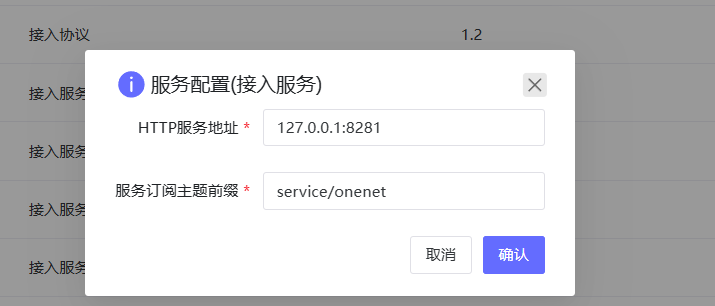 接入协议 1.2
服务配置(接入服务)
接入服务
HTTP服务地址 * 127.0.0.1:8281
接入服务
服务订阅主题前缀 * service/onenet
接入服务
取消 确认
接入服务